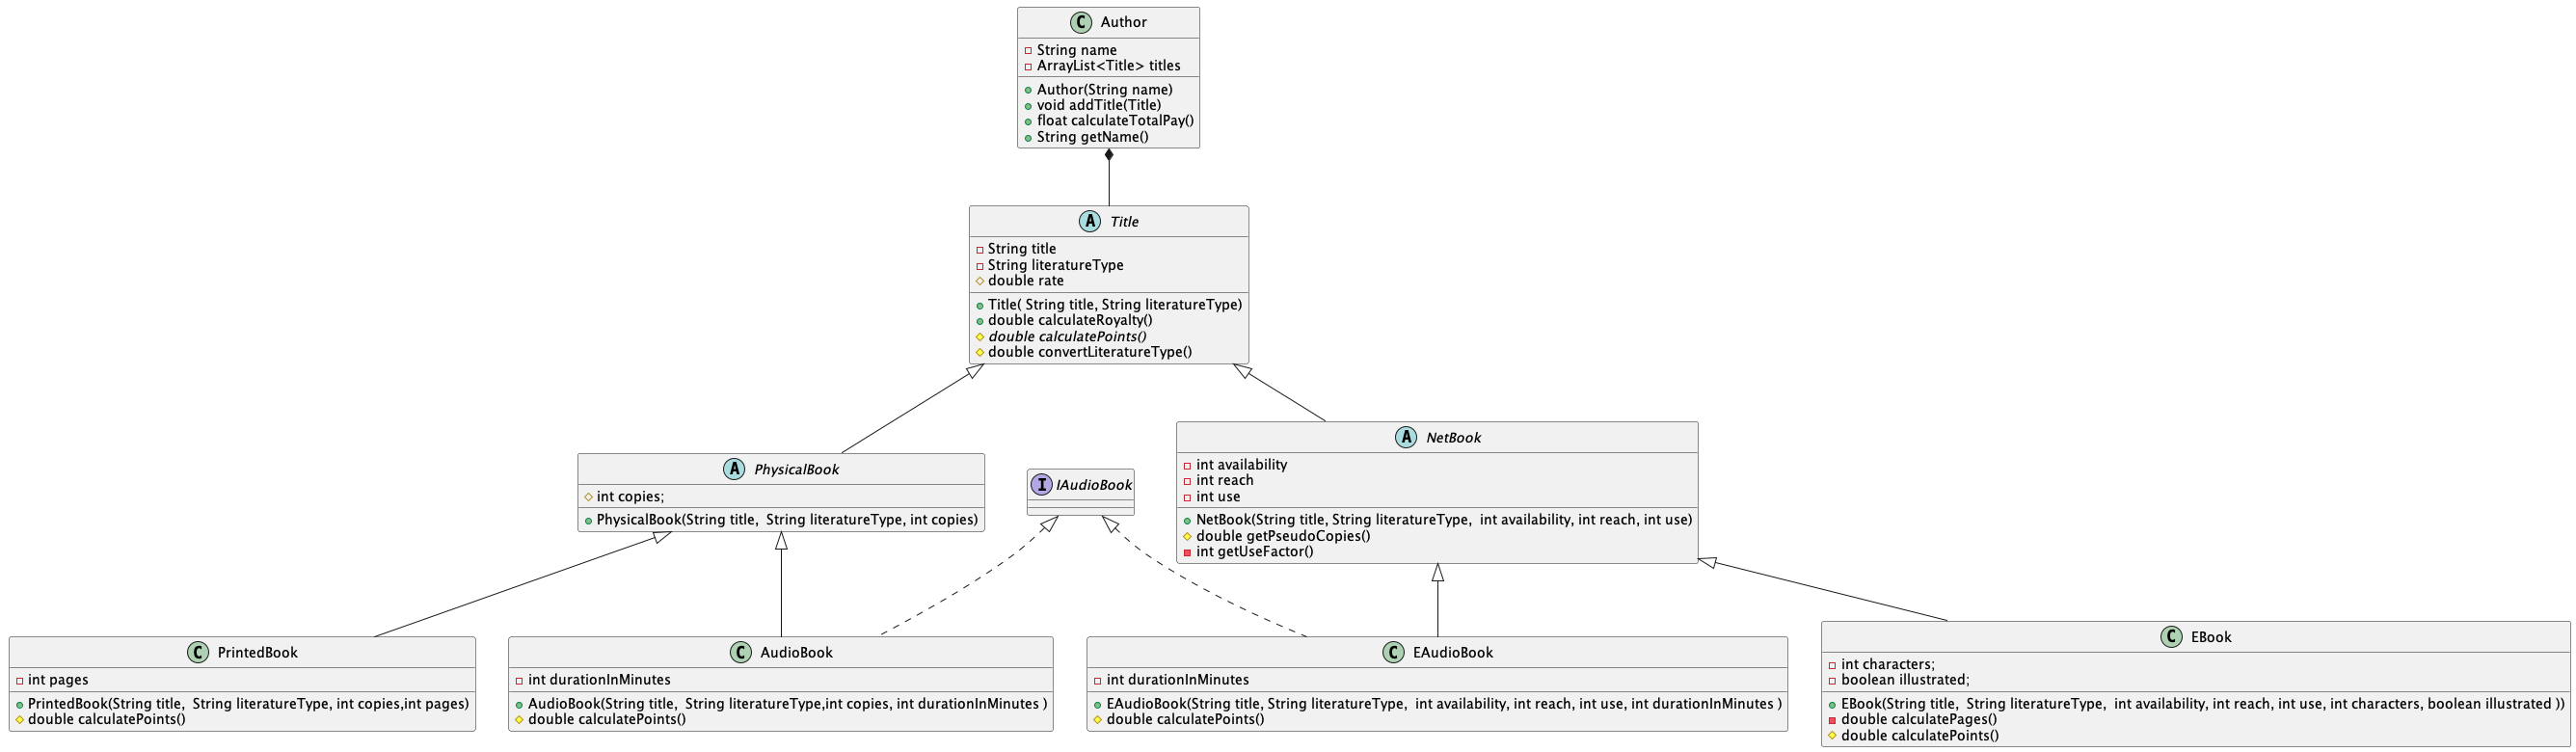 C Author
String name
ArrayList<Title> titles
Author(String name)
void addTitle(Title)
float calculateTotalPay()
String getName()
A Title
String title
String literatureType
double rate
Title( String title, String literatureType)
double calculateRoyalty()
double calculatePoints()
double convertLiteratureType()
A PhysicalBook
int copies;
PhysicalBook(String title,  String literatureType, int copies)
I IAudioBook
A NetBook
int availability
int reach
int use
NetBook(String title, String literatureType,  int availability, int reach, int use)
double getPseudoCopies()
int getUseFactor()
C PrintedBook
int pages
PrintedBook(String title,  String literatureType, int copies,int pages)
double calculatePoints()
C AudioBook
int durationInMinutes
AudioBook(String title,  String literatureType,int copies, int durationInMinutes )
double calculatePoints()
C EAudioBook
int durationInMinutes
EAudioBook(String title, String literatureType,  int availability, int reach, int use, int durationInMinutes )
double calculatePoints()
C EBook
int characters;
boolean illustrated;
EBook(String title,  String literatureType,  int availability, int reach, int use, int characters, boolean illustrated ))
double calculatePages()
double calculatePoints()